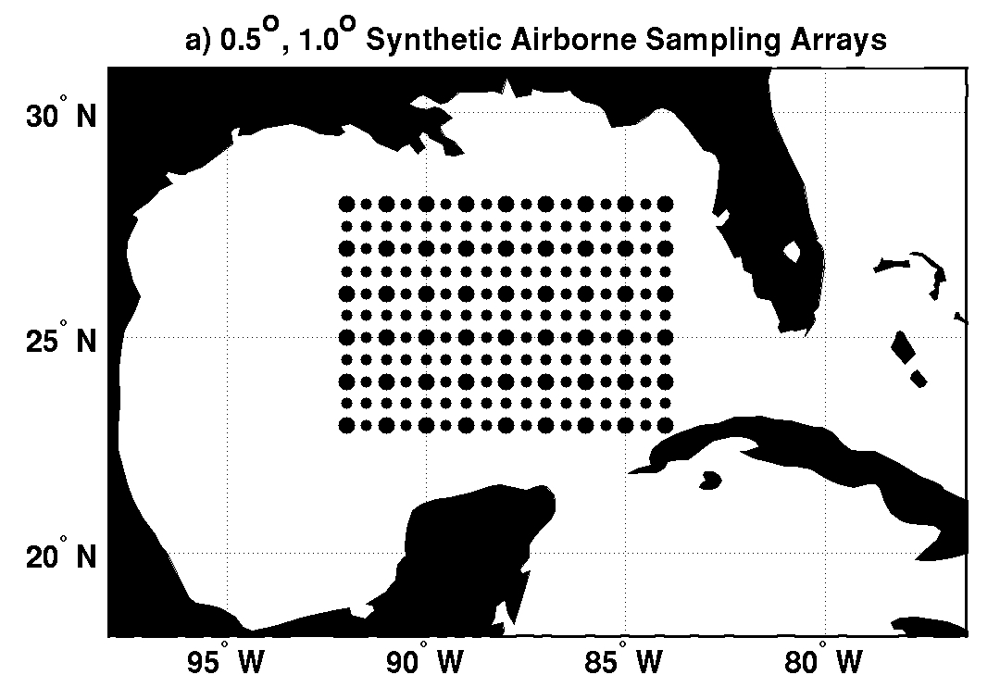 a) 0.5°, 1.0° Synthetic Airborne Sampling Arrays
30° N
25° N
20° N
95° W 90° W 85° W 80° W